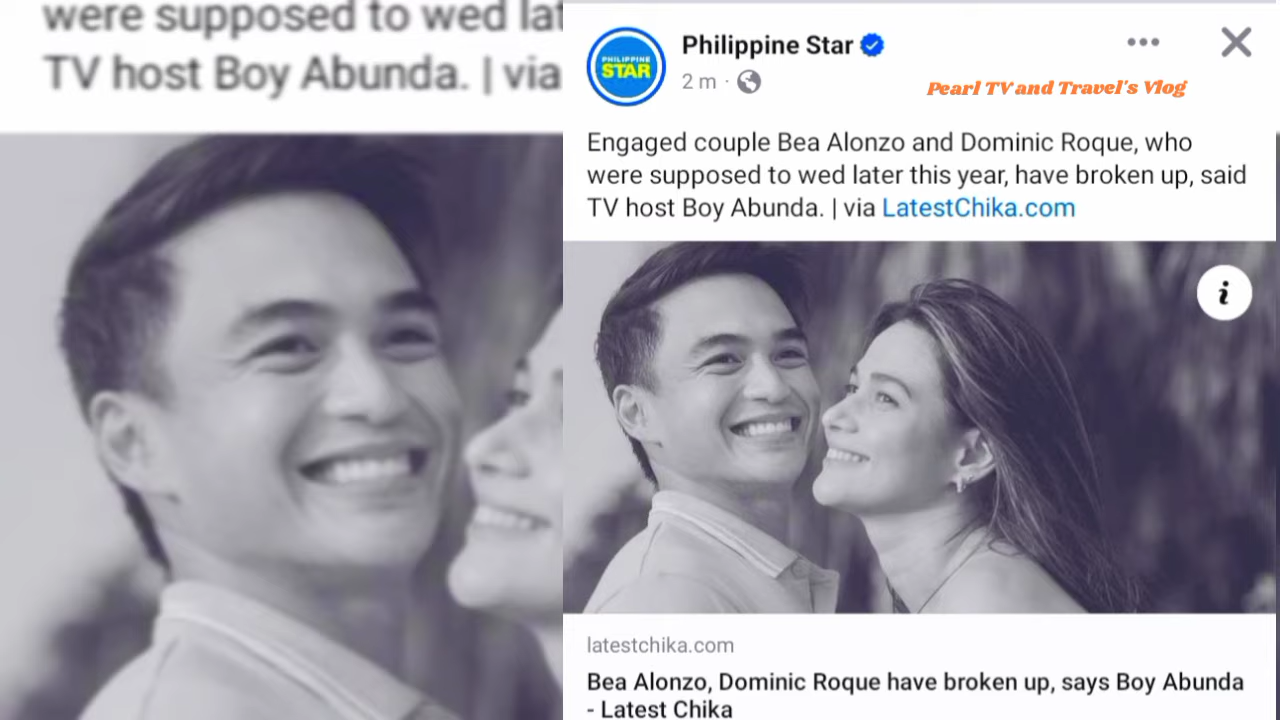 were supposed to wed lat
TV host Boy Abunda. | via
PHILIPPINE
STAR
Philippine Star
2 m ·
Pearl TV and Travel's Vlog
Engaged couple Bea Alonzo and Dominic Roque, who
were supposed to wed later this year, have broken up, said
TV host Boy Abunda. | via LatestChika.com
i
latestchika.com
Bea Alonzo, Dominic Roque have broken up, says Boy Abunda
- Latest Chika